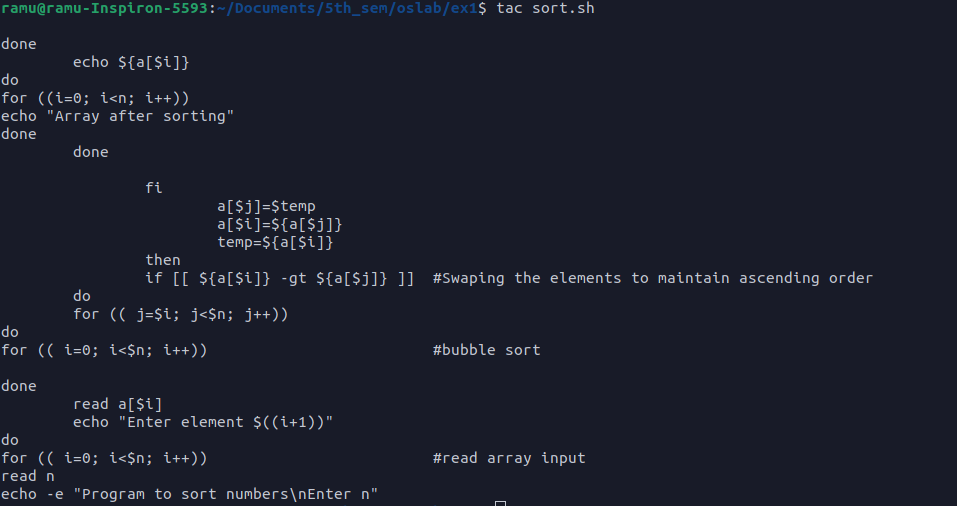 ramu@ramu-Inspiron-5593:~/Documents/5th_sem/oslab/ex1$ tac sort.sh

done
        echo ${a[$i]}
do
for ((i=0; i<n; i++))
echo "Array after sorting"
done
        done

                fi
                        a[$j]=$temp
                        a[$i]=${a[$j]}
                        temp=${a[$i]}
                then
                if [[ ${a[$i]} -gt ${a[$j]} ]]  #Swaping the elements to maintain ascending order
        do
        for (( j=$i; j<$n; j++))
do
for (( i=0; i<$n; i++))                         #bubble sort

done
        read a[$i]
        echo "Enter element $((i+1))"
do
for (( i=0; i<$n; i++))                         #read array input
read n
echo -e "Program to sort numbers\nEnter n"